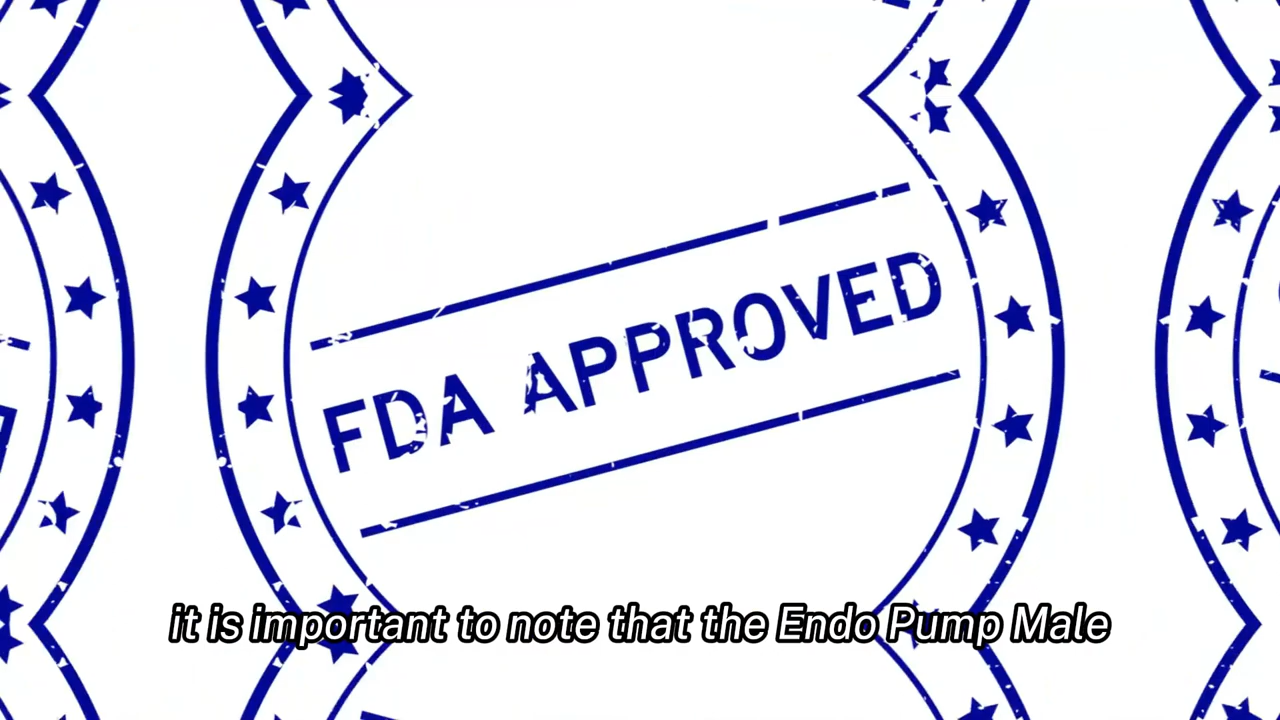 FDA APPROVED
it is important to note that the Endo Pump Male